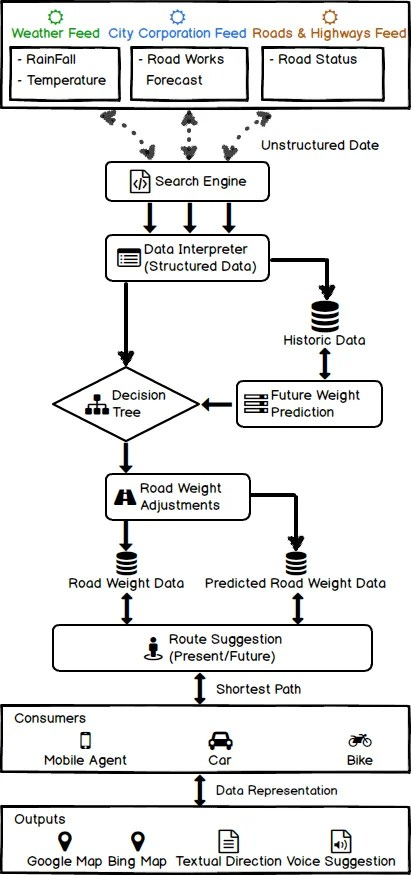 Weather Feed
City Corporation Feed
Roads & Highways Feed
- RainFall
- Temperature
- Road Works
Forecast
- Road Status
Unstructured Date
Search Engine
Data Interpreter
(Structured Data)
Historic Data
Decision
Tree
Future Weight
Prediction
Road Weight
Adjustments
Road Weight Data
Predicted Road Weight Data
Route Suggestion
(Present/Future)
Shortest Path
Consumers
Mobile Agent
Car
Bike
Data Representation
Outputs
Google Map
Bing Map
Textual Direction
Voice Suggestion